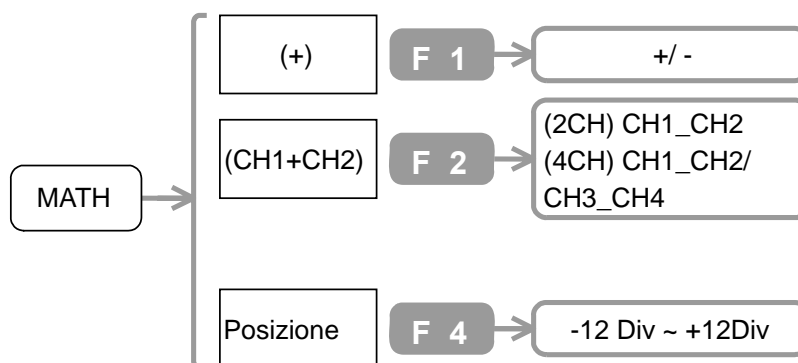 (+)
F 1
+/ -
MATH
(CH1+CH2)
F 2
(2CH) CH1_CH2
(4CH) CH1_CH2/
CH3_CH4
Posizione
F 4
-12 Div ~ +12Div